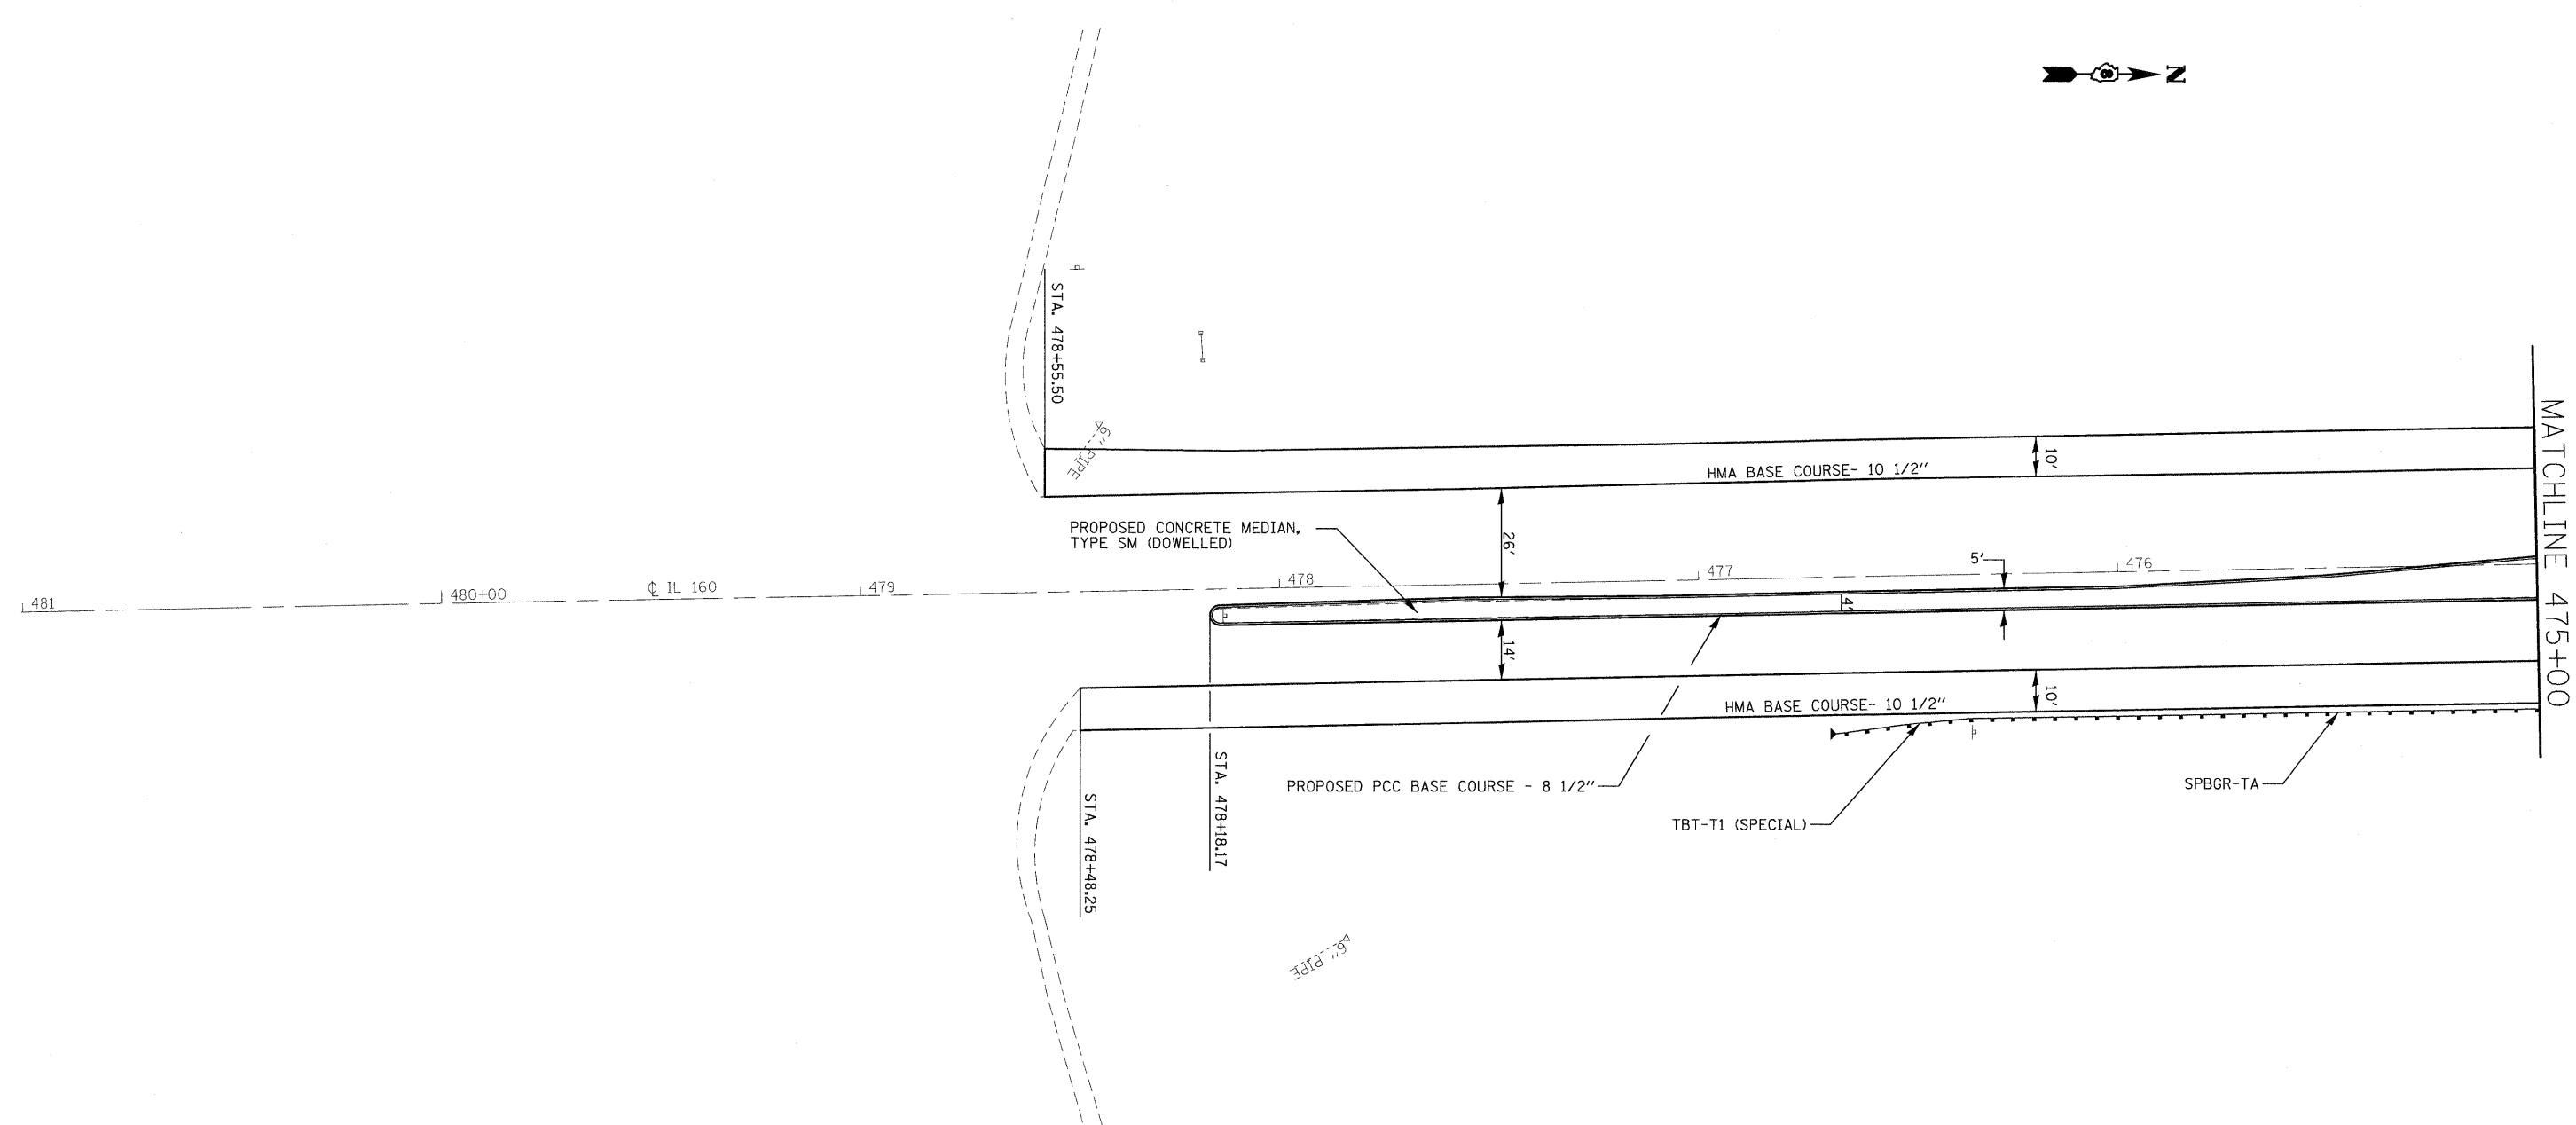 N
MATCHLINE 475+00
STA. 478+55.50
6" PIPE
HMA BASE COURSE- 10 1/2"
10'
PROPOSED CONCRETE MEDIAN,
TYPE SM (DOWELLED)
26'
5'
4'
481
480+00
℄ IL 160
479
478
477
476
14'
HMA BASE COURSE- 10 1/2"
10'
STA. 478+18.17
STA. 478+48.25
PROPOSED PCC BASE COURSE - 8 1/2"
TBT-T1 (SPECIAL)
SPBGR-TA
6" PIPE